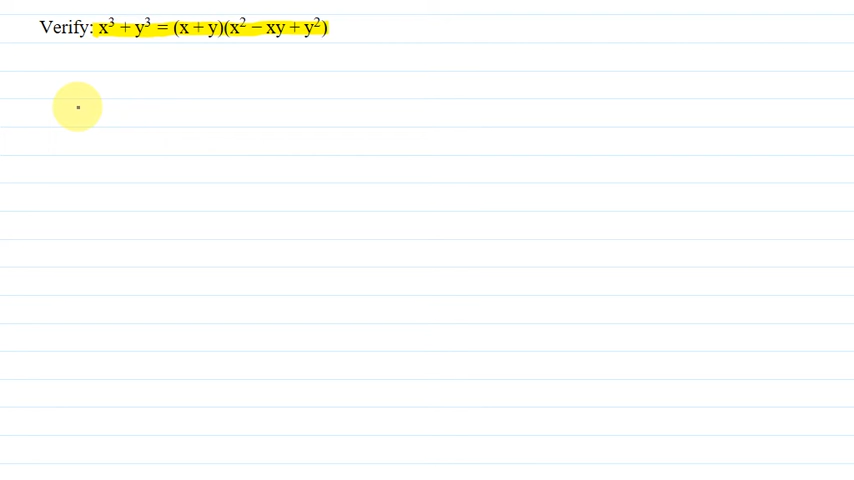 Verify: x³ + y³ = (x + y)(x² − xy + y²)